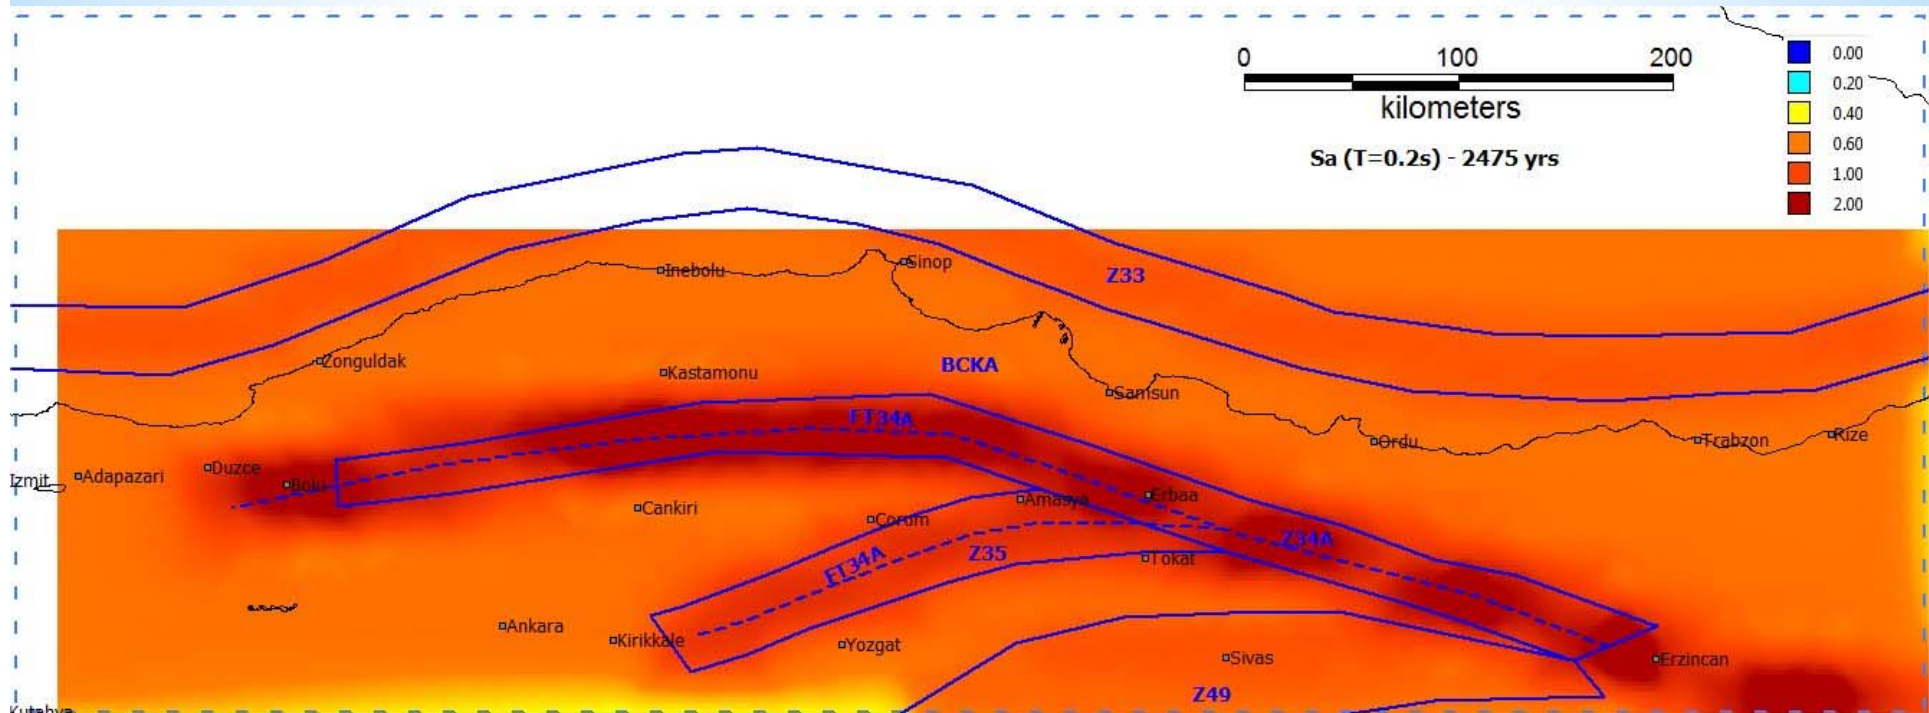 0 100 200
kilometers
Sa (T=0.2s) - 2475 yrs
0.00
0.20
0.40
0.60
1.00
2.00
Sinop
Inebolu
Z33
Zonguldak
Kastamonu
BCKA
Samsun
FT34A
Ordu
Trabzon
Rize
Izmit
Adapazari
Duzce
Bolu
Cankiri
Corum
Amasya
Erbaa
Z34A
FT34A
Z35
Tokat
Ankara
Kirikkale
Yozgat
Sivas
Erzincan
Z49
Kutahya